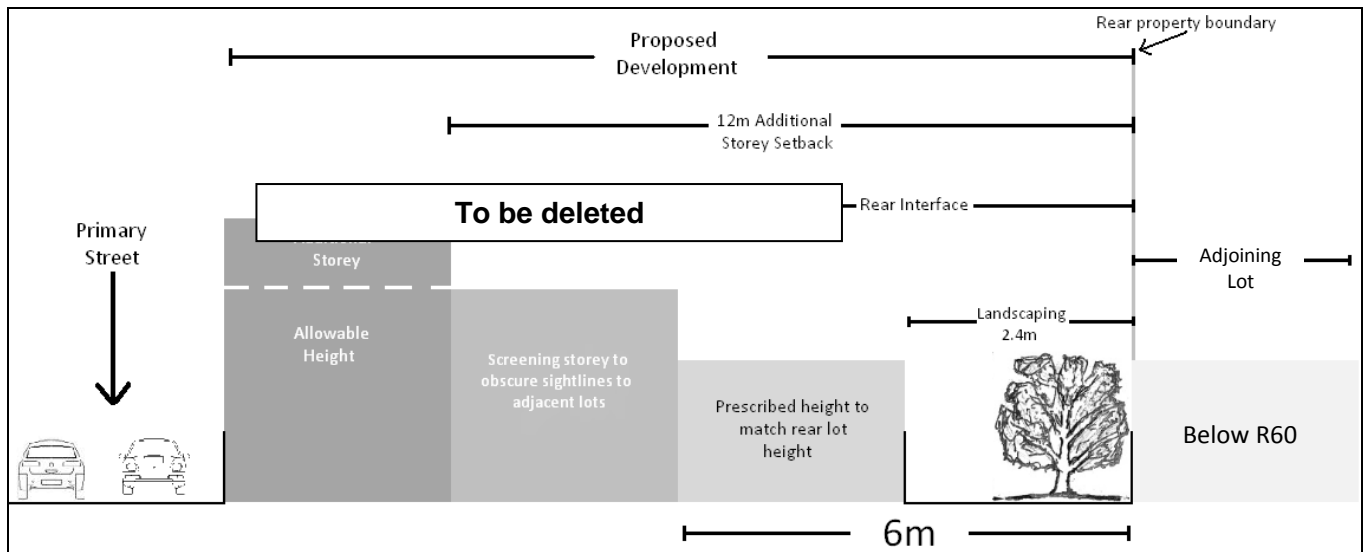 Rear property boundary
Proposed
Development
12m Additional
Storey Setback
To be deleted
Rear Interface
Primary
Street
Storey
Adjoining
Lot
Landscaping
2.4m
Allowable
Height
Screening storey to
obscure sightlines to
adjacent lots
Prescribed height to
match rear lot
height
Below R60
6m